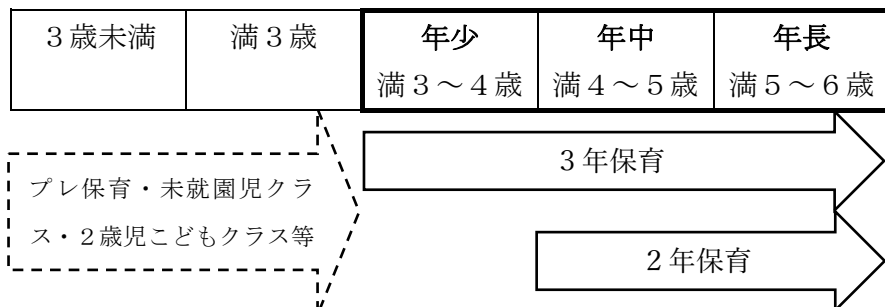 ３歳未満
満３歳
年少
満３～４歳
年中
満４～５歳
年長
満５～６歳
３年保育
プレ保育・未就園児クラ
ス・２歳児こどもクラス等
２年保育